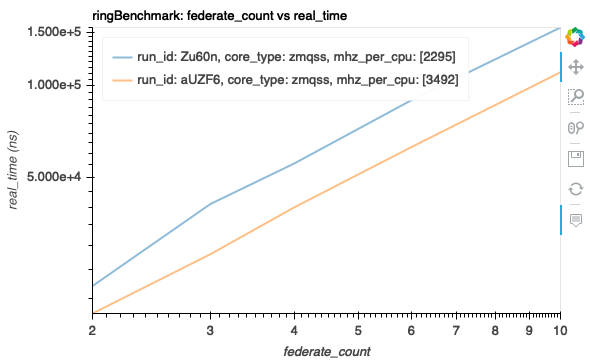 ringBenchmark: federate_count vs real_time
1.500e+5
run_id: Zu60n, core_type: zmqss, mhz_per_cpu: [2295]
run_id: aUZF6, core_type: zmqss, mhz_per_cpu: [3492]
1.000e+5
5.000e+4
real_time (ns)
2 3 4 5 6 7 8 9 10
federate_count